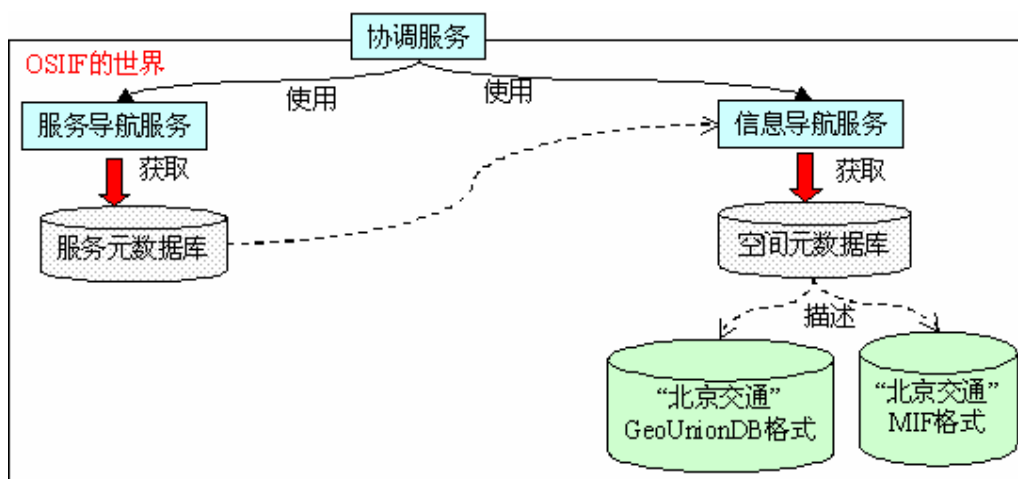 协调服务
OSIIF的世界
使用
使用
服务导航服务
信息导航服务
获取
获取
服务元数据库
空间元数据库
描述
“北京交通”
GeoUnionDB格式
“北京交通”
MIF格式